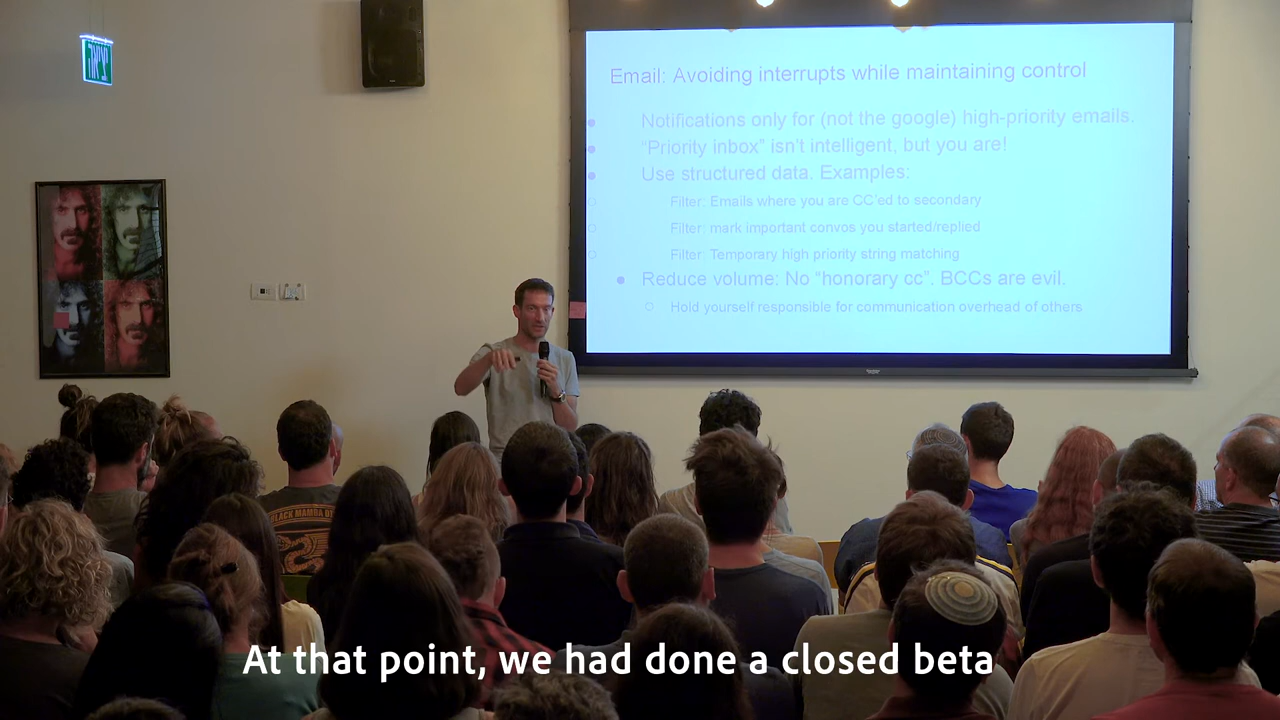 יציאה
Email: Avoiding interrupts while maintaining control
Notifications only for (not the google) high-priority emails.
"Priority inbox" isn't intelligent, but you are!
Use structured data. Examples:
Filter: Emails where you are CC'ed to secondary
Filter: mark important convos you started/replied
Filter: Temporary high priority string matching
Reduce volume: No "honorary cc". BCCs are evil.
Hold yourself responsible for communication overhead of others
BLACK MAMBA
At that point, we had done a closed beta